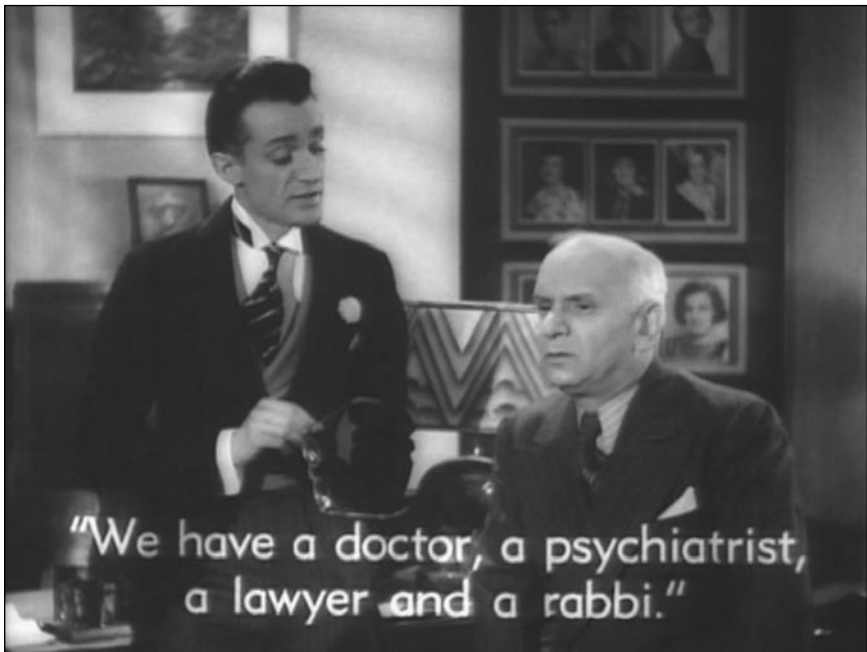 "We have a doctor, a psychiatrist,
a lawyer and a rabbi."